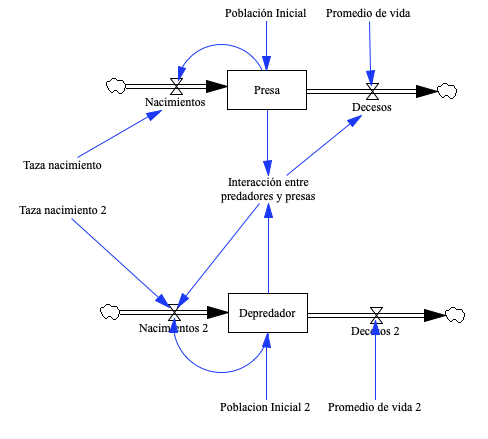 Población Inicial
Promedio de vida
Presa
Nacimientos
Decesos
Taza nacimiento
Interacción entre
predadores y presas
Taza nacimiento 2
Depredador
Nacimientos 2
Decesos 2
Poblacion Inicial 2
Promedio de vida 2